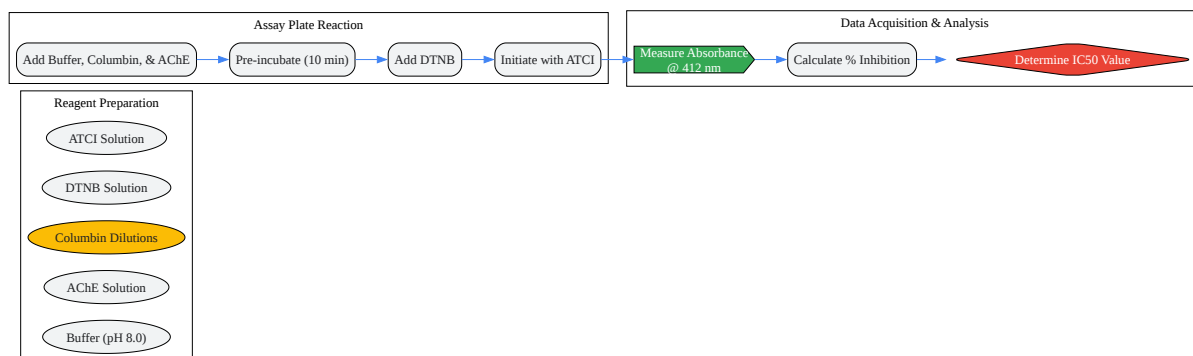 Assay Plate Reaction
Add Buffer, Columbin, & AChE
Pre-incubate (10 min)
Add DTNB
Initiate with ATCI
Data Acquisition & Analysis
Measure Absorbance
@ 412 nm
Calculate % Inhibition
Determine IC50 Value
Reagent Preparation
ATCI Solution
DTNB Solution
Columbin Dilutions
AChE Solution
Buffer (pH 8.0)